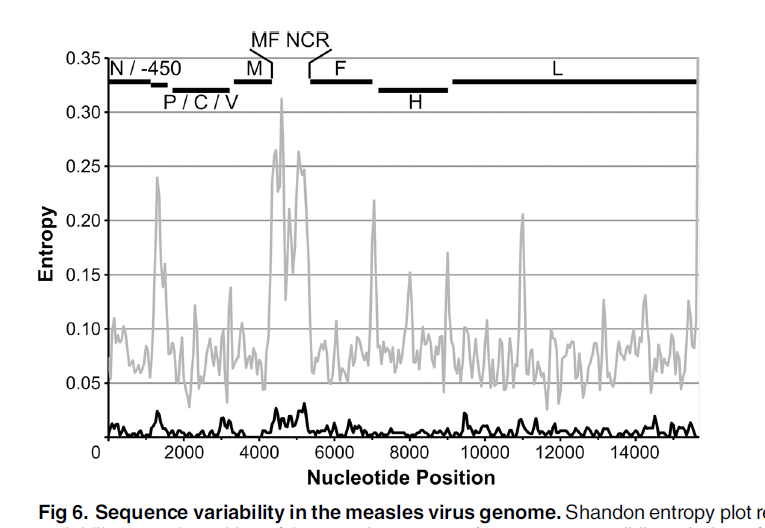 MF NCR
0.35
N / -450
M
F
L
P / C / V
H
0.30
0.25
0.20
0.15
0.10
0.05
Entropy
0
2000
4000
6000
8000
10000
12000
14000
Nucleotide Position
Fig 6. Sequence variability in the measles virus genome. Shandon entropy plot re